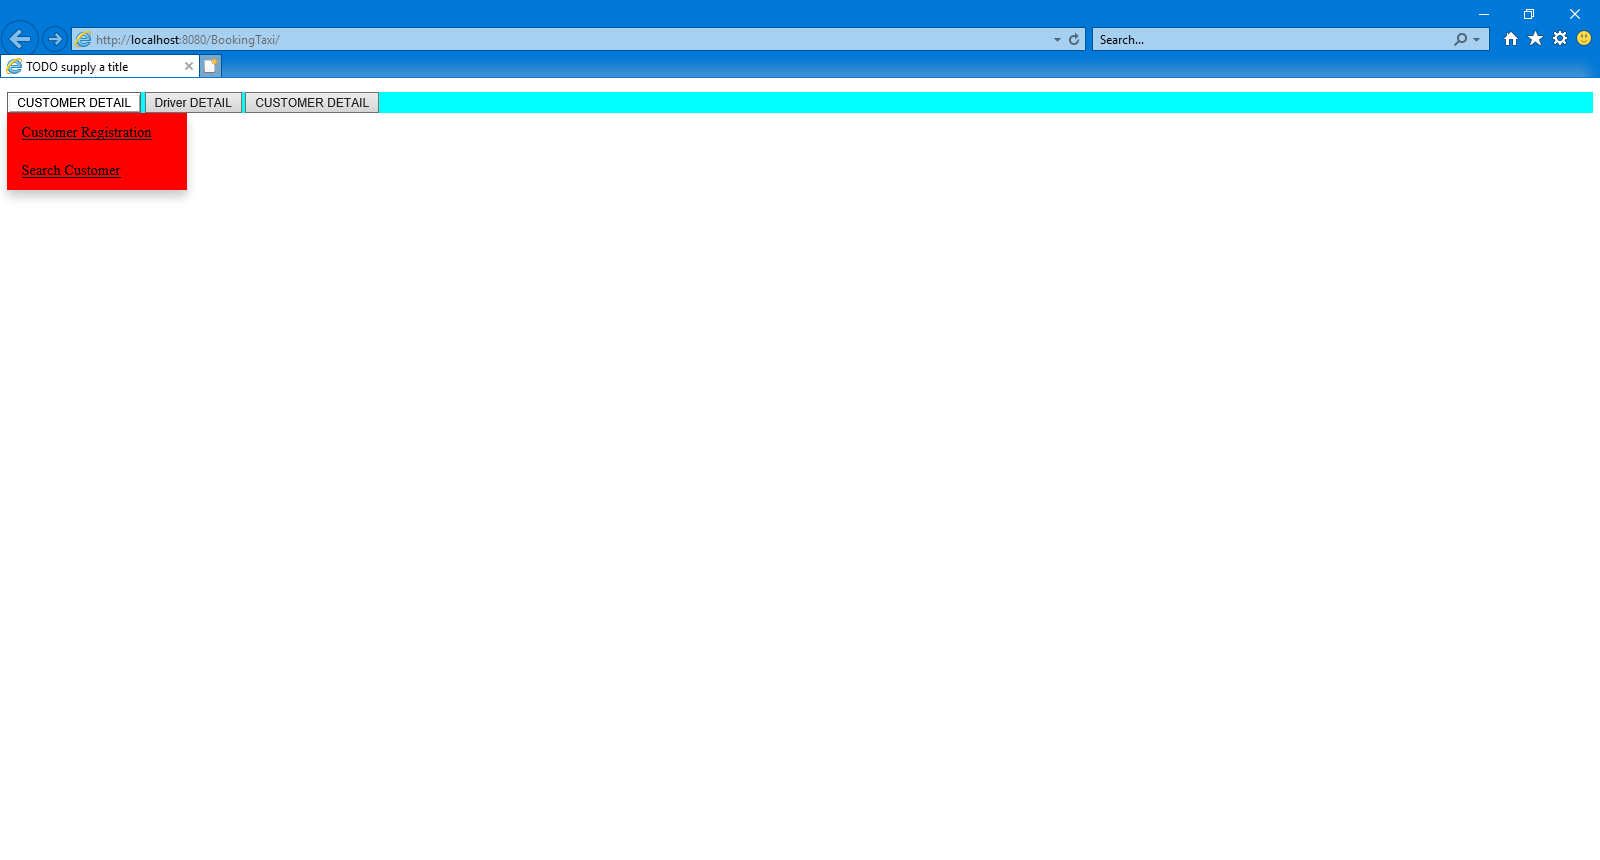 http://localhost:8080/BookingTaxi/
Search...
TODO supply a title
CUSTOMER DETAIL Driver DETAIL CUSTOMER DETAIL
Customer Registration
Search Customer